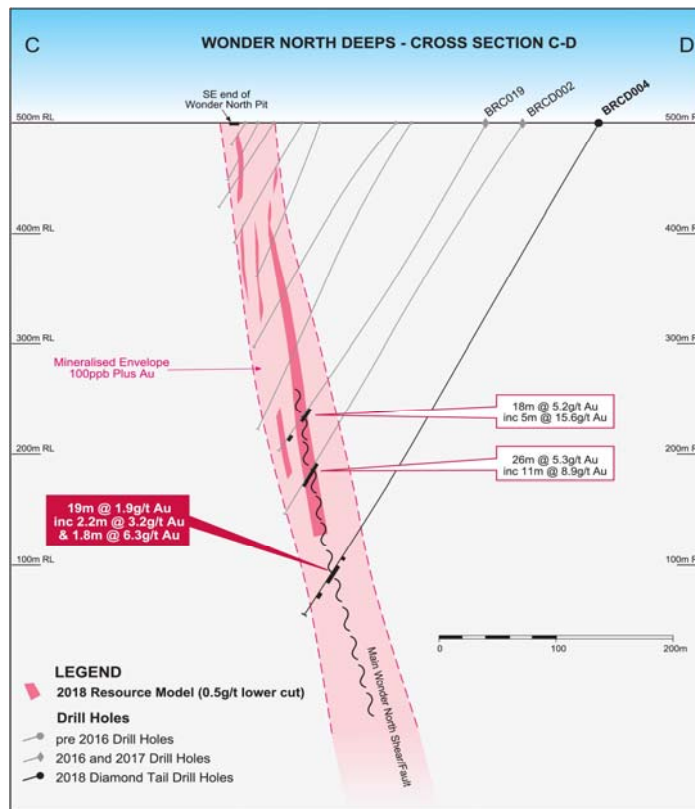 C
WONDER NORTH DEEPS - CROSS SECTION C-D
D
SE end of
Wonder North Pit
BRC019
BRCD002
BRCD004
500m RL
500m R
400m RL
400m R
300m RL
300m R
Mineralised Envelope
100ppb Plus Au
18m @ 5.2g/t Au
inc 5m @ 15.6g/t Au
200m RL
200m R
26m @ 5.3g/t Au
inc 11m @ 8.9g/t Au
19m @ 1.9g/t Au
inc 2.2m @ 3.2g/t Au
& 1.8m @ 6.3g/t Au
100m RL
100m R
0
100
200m
Main Wonder North Shear/Fault
LEGEND
2018 Resource Model (0.5g/t lower cut)
Drill Holes
pre 2016 Drill Holes
2016 and 2017 Drill Holes
2018 Diamond Tail Drill Holes